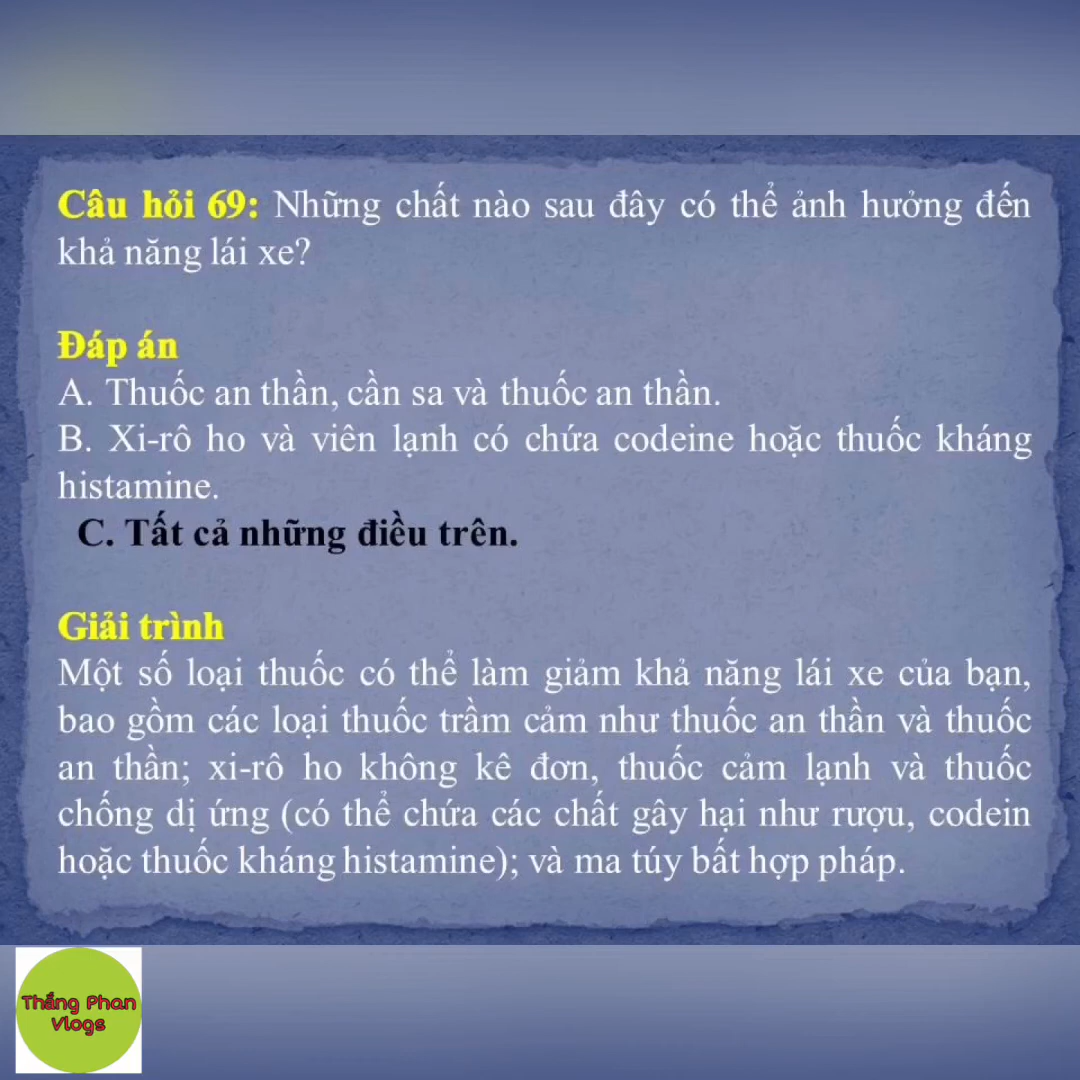 Câu hỏi 69: Những chất nào sau đây có thể ảnh hưởng đến
khả năng lái xe?
Đáp án
A. Thuốc an thần, cần sa và thuốc an thần.
B. Xi-rô ho và viên lạnh có chứa codeine hoặc thuốc kháng
histamine.
C. Tất cả những điều trên.
Giải trình
Một số loại thuốc có thể làm giảm khả năng lái xe của bạn,
bao gồm các loại thuốc trầm cảm như thuốc an thần và thuốc
an thần; xi-rô ho không kê đơn, thuốc cảm lạnh và thuốc
chống dị ứng (có thể chứa các chất gây hại như rượu, codein
hoặc thuốc kháng histamine); và ma túy bất hợp pháp.
Thắng Phan
Vlogs